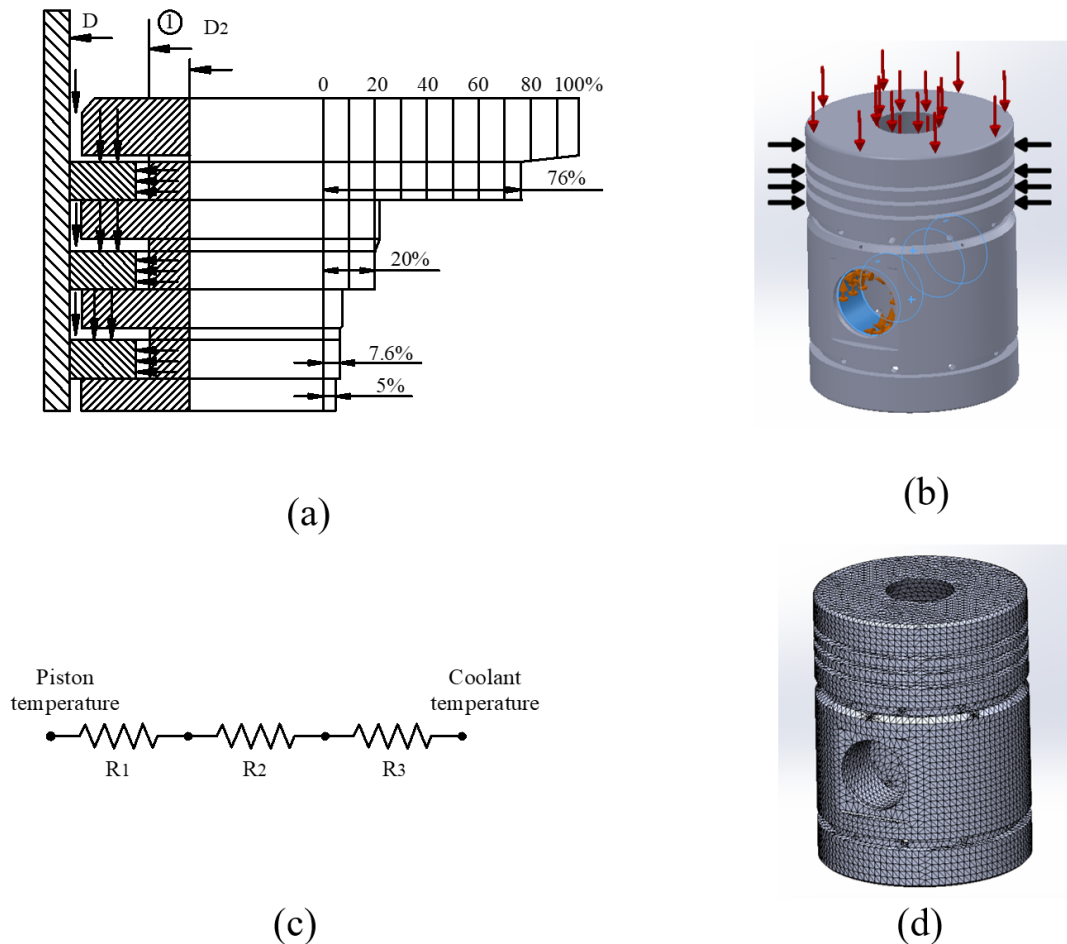 D
①
D2
0
20
40
60
80
100%
76%
20%
7.6%
5%
(a)
(b)
Piston
temperature
Coolant
temperature
R1
R2
R3
(c)
(d)